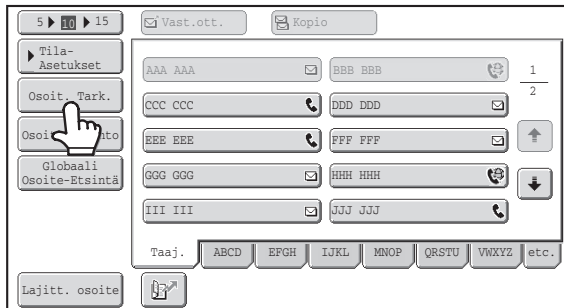 5 10 15
Vast.ott.
Kopio
Tila-
Asetukset
Osoit. Tark.
Globaali
Osoite-Etsintä
Lajitt. osoite
AAA AAA
BBB BBB
CCC CCC
DDD DDD
EEE EEE
FFF FFF
GGG GGG
HHH HHH
III III
JJJ JJJ
1
2
Taaj.
ABCD
EFGH
IJKL
MNOP
QRSTU
VWXYZ
etc.